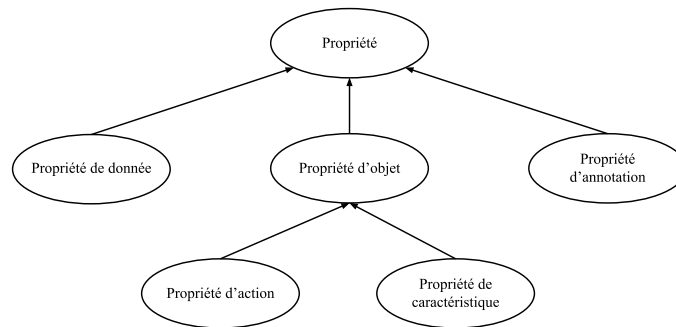 Propriété
Propriété de donnée
Propriété d'objet
Propriété
d'annotation
Propriété d'action
Propriété de
caractéristique